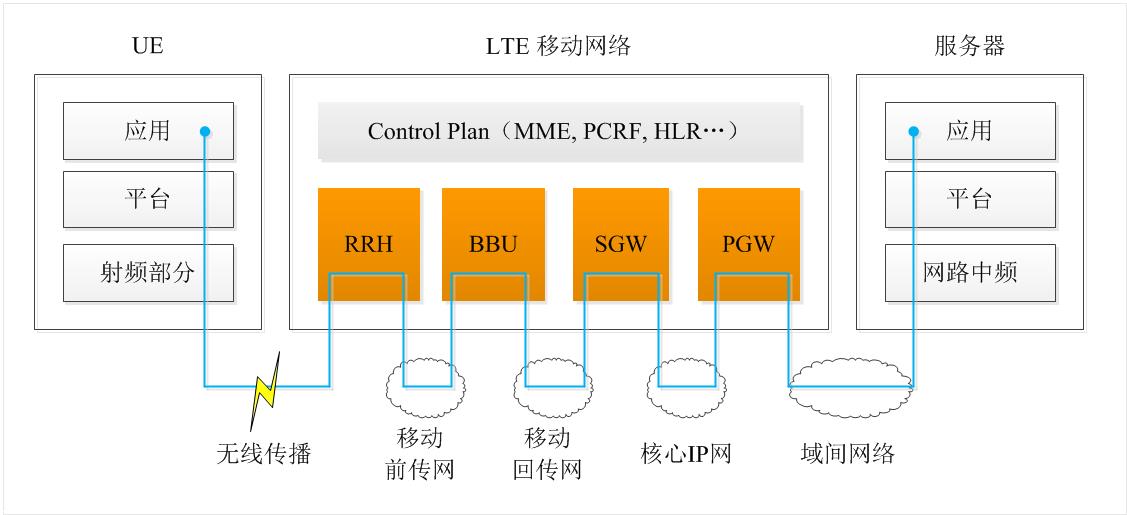 UE
LTE 移动网络
服务器
应用
平台
射频部分
Control Plan（MME, PCRF, HLR…）
RRH
BBU
SGW
PGW
应用
平台
网路中频
无线传播
移动
前传网
移动
回传网
核心IP网
域间网络